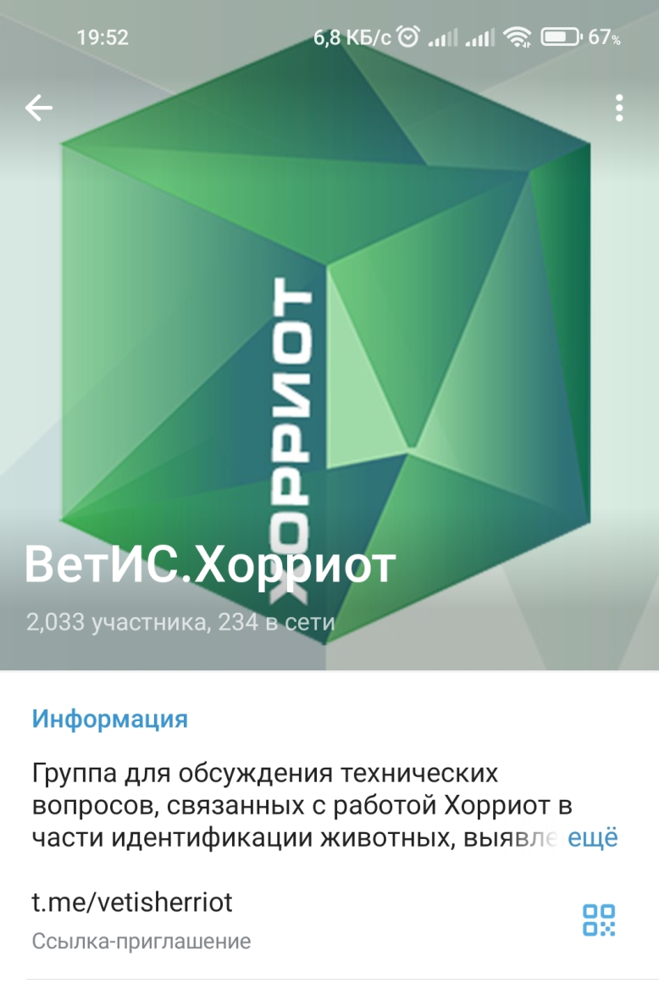 19:52
6,8 КБ/с
67%
ХОРРИОТ
ВетИС.Хорриот
2,033 участника, 234 в сети
Информация
Группа для обсуждения технических
вопросов, связанных с работой Хорриот в
части идентификации животных, выявле ещё
t.me/vetisherriot
Ссылка-приглашение